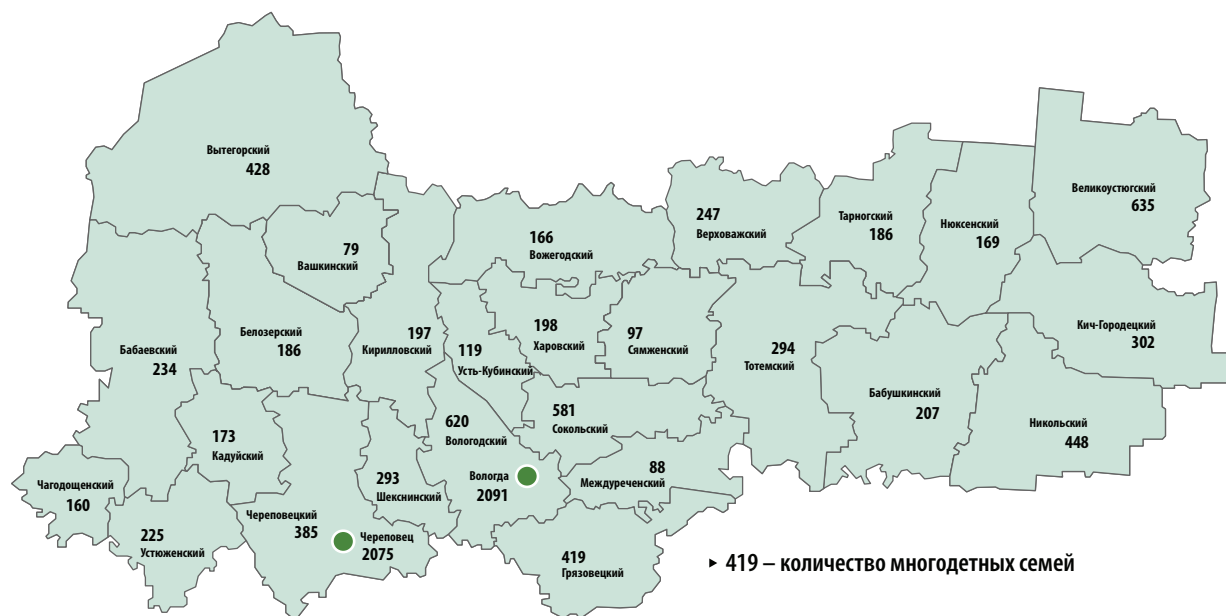 Вытегорский
428
Великоустюгский
635
247
Верховажский
Тарногский
186
Нюксенский
169
166
Вожегодский
79
Вашкинский
Белозерский
186
197
Кирилловский
119
Усть-Кубинский
198
Харовский
97
Сямженский
294
Тотемский
Кич-Городецкий
302
Бабаевский
234
Бабушкинский
207
Никольский
448
581
Сокольский
620
Вологодский
173
Кадуйский
88
Междуреченский
293
Шекснинский
Вологда
2091
Чагодощенский
160
225
Устюженский
Череповецкий
385
Череповец
2075
419
Грязовецкий
▸ 419 – количество многодетных семей